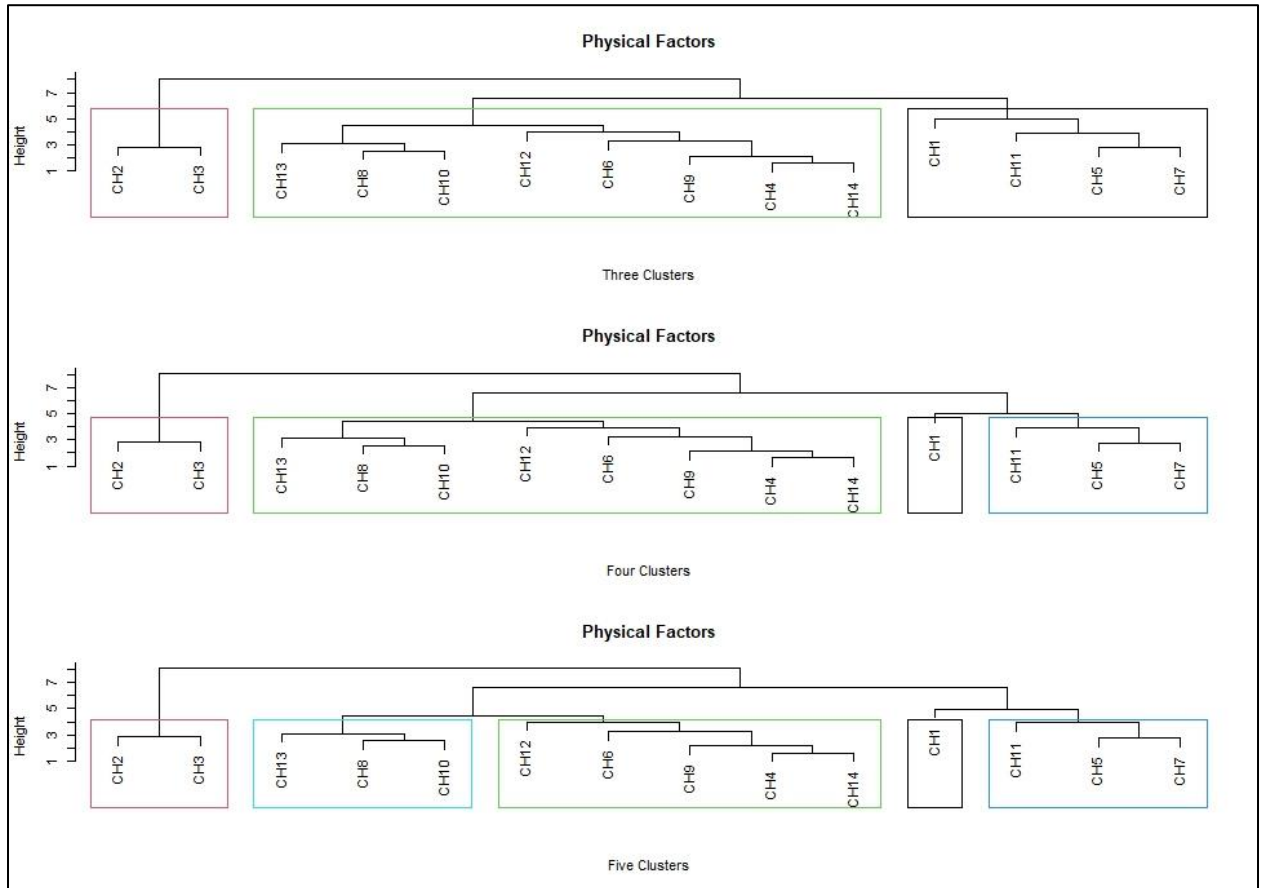 Physical Factors
Height
7
5
3
1
CH2
CH3
CH13
CH8
CH10
CH12
CH6
CH9
CH4
CH14
CH1
CH11
CH5
CH7
Three Clusters
Physical Factors
Height
7
5
3
1
CH2
CH3
CH13
CH8
CH10
CH12
CH6
CH9
CH4
CH14
CH1
CH11
CH5
CH7
Four Clusters
Physical Factors
Height
7
5
3
1
CH2
CH3
CH13
CH8
CH10
CH12
CH6
CH9
CH4
CH14
CH1
CH11
CH5
CH7
Five Clusters